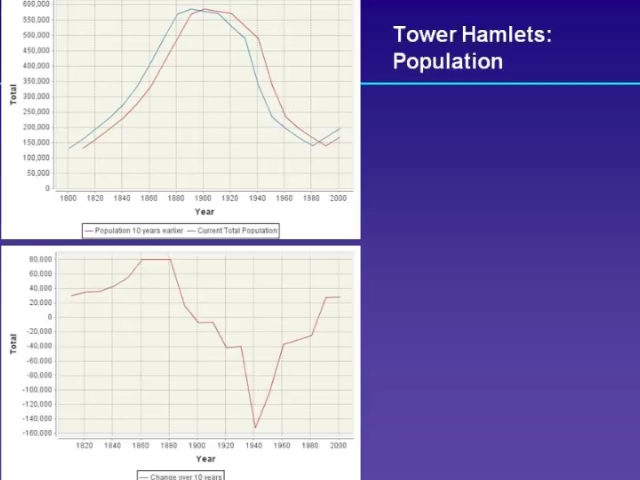 600,000
550,000
500,000
450,000
400,000
350,000
300,000
250,000
200,000
150,000
100,000
50,000
0
Total
1800 1820 1840 1860 1880 1900 1920 1940 1960 1980 2000
Year
Population 10 years earlier Current Total Population
80,000
60,000
40,000
20,000
0
-20,000
-40,000
-60,000
-80,000
-100,000
-120,000
-140,000
-160,000
Total
1820 1840 1860 1880 1900 1920 1940 1960 1980 2000
Year
Change over 10 years
Tower Hamlets:
Population